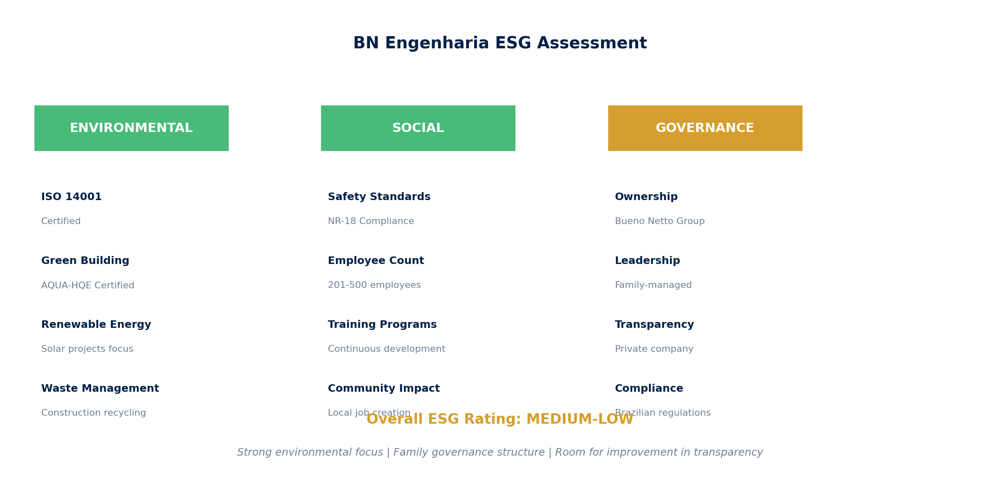 BN Engenharia ESG Assessment
ENVIRONMENTAL
ISO 14001
Certified
Green Building
AQUA-HQE Certified
Renewable Energy
Solar projects focus
Waste Management
Construction recycling
SOCIAL
Safety Standards
NR-18 Compliance
Employee Count
201-500 employees
Training Programs
Continuous development
Community Impact
Local job creation
GOVERNANCE
Ownership
Bueno Netto Group
Leadership
Family-managed
Transparency
Private company
Compliance
Brazilian regulations
Overall ESG Rating: MEDIUM-LOW
Strong environmental focus | Family governance structure | Room for improvement in transparency